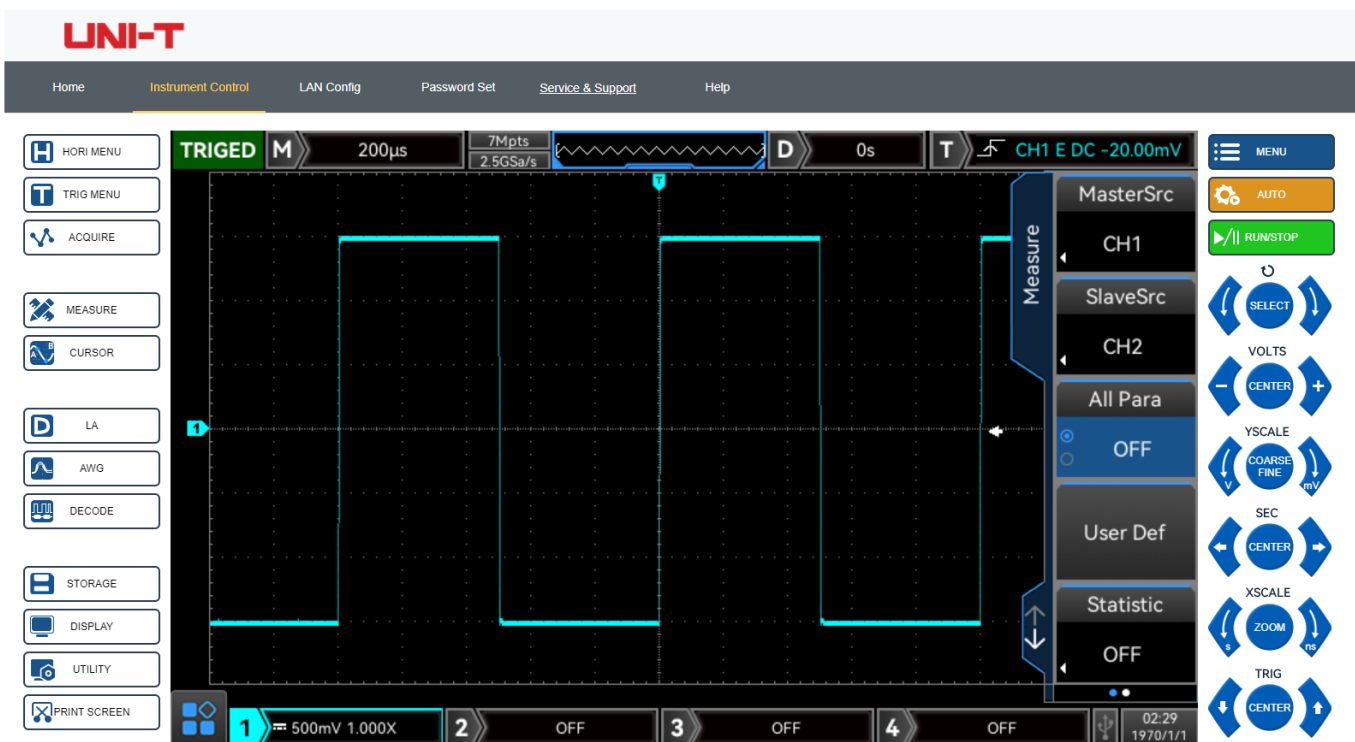 UNI-T
Home Instrument Control LAN Config Password Set Service & Support Help
HORI MENU
TRIG MENU
ACQUIRE
MEASURE
CURSOR
LA
AWG
DECODE
STORAGE
DISPLAY
UTILITY
PRINT SCREEN
TRIGED M 200μs 7Mpts 2.5GSa/s D 0s T CH1 E DC -20.00mV
T
1
Measure
MasterSrc
CH1
SlaveSrc
CH2
All Para
OFF
User Def
Statistic
OFF
1 500mV 1.000X 2 OFF 3 OFF 4 OFF 02:29
1970/1/1
MENU
AUTO
RUN/STOP
SELECT
VOLTS
- CENTER +
YSCALE
COARSE
FINE
V mV
SEC
CENTER
XSCALE
ZOOM
s ns
TRIG
CENTER